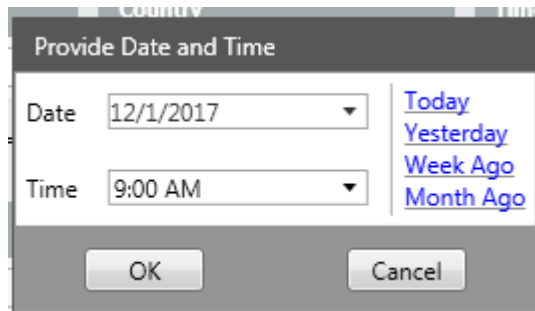 Country
Provide Date and Time
Date 12/1/2017
Time 9:00 AM
Today
Yesterday
Week Ago
Month Ago
OK Cancel